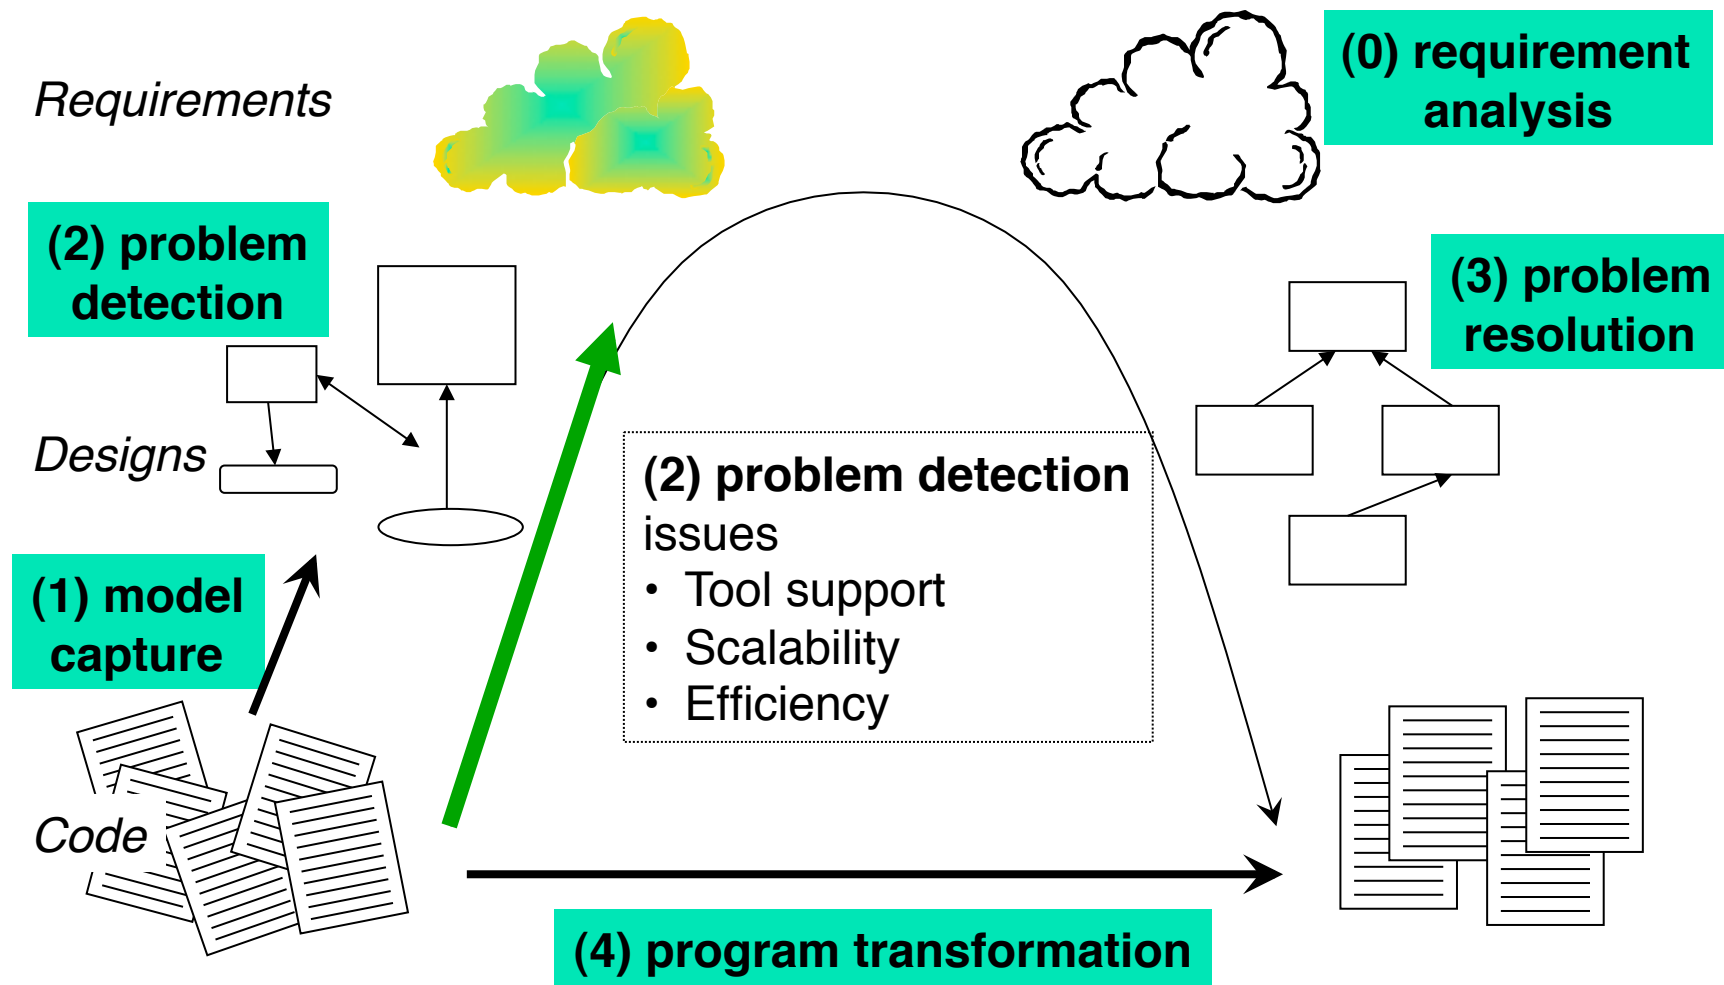 (0) requirement
analysis
Requirements
(2) problem
detection
(3) problem
resolution
Designs
(2) problem detection
issues
• Tool support
• Scalability
• Efficiency
(1) model
capture
Code
(4) program transformation